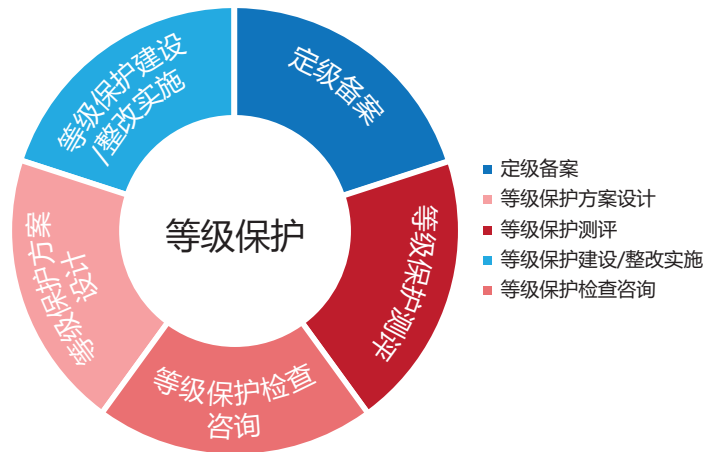 定级备案
等级保护测评
等级保护检查
咨询
等级保护方案
设计
等级保护建设
/整改实施
等级保护
定级备案
等级保护方案设计
等级保护测评
等级保护建设/整改实施
等级保护检查咨询